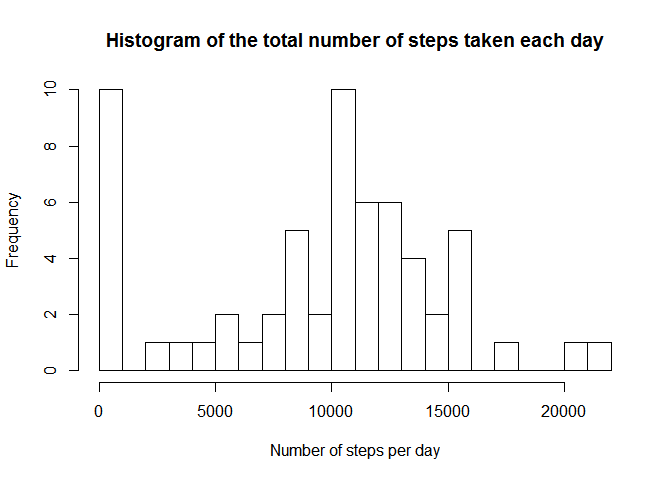 Histogram of the total number of steps taken each day
Frequency
10
8
6
4
2
0
0 5000 10000 15000 20000
Number of steps per day